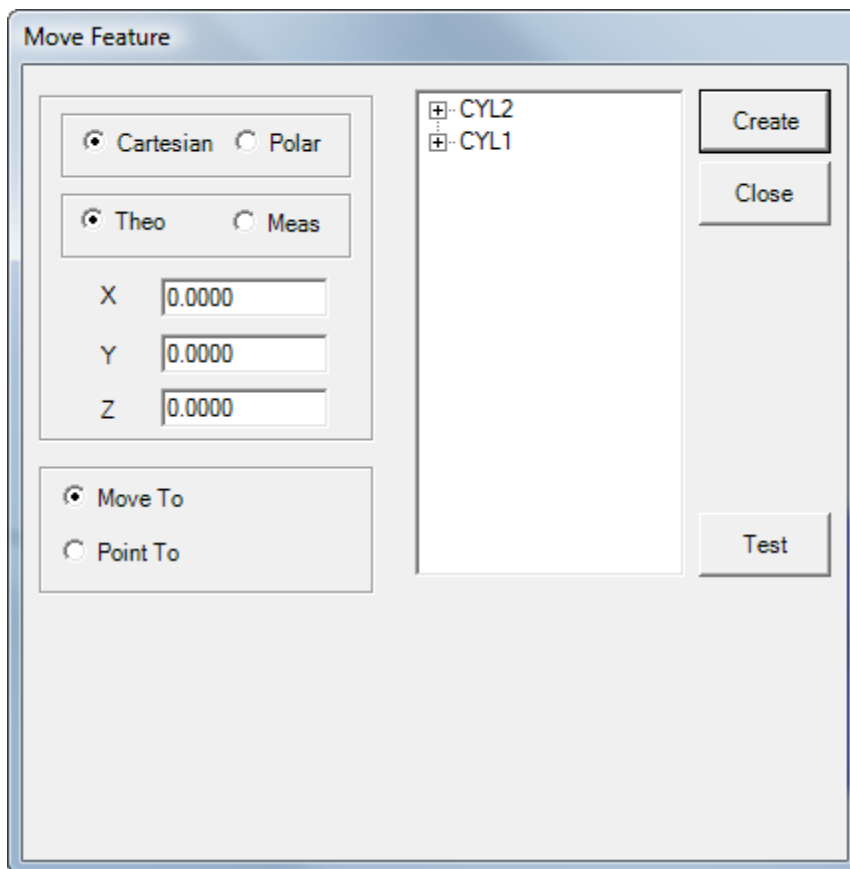 Move Feature
Cartesian Polar
Theo Meas
X 0.0000
Y 0.0000
Z 0.0000
Move To
Point To
CYL2
CYL1
Create
Close
Test